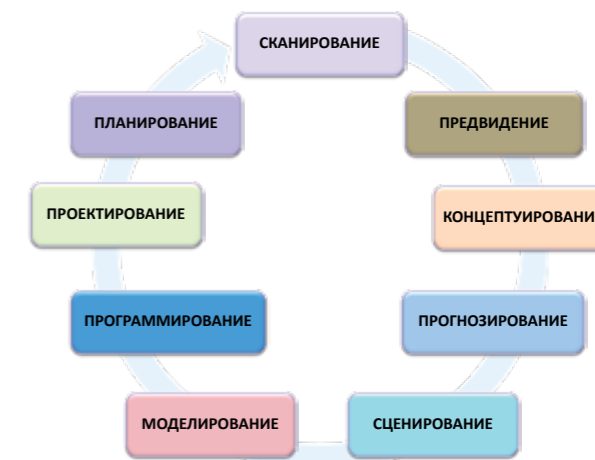 СКАНИРОВАНИЕ
ПРЕДВИДЕНИЕ
КОНЦЕПТУИРОВАНИ
ПРОГНОЗИРОВАНИЕ
СЦЕНИРОВАНИЕ
МОДЕЛИРОВАНИЕ
ПРОГРАММИРОВАНИЕ
ПРОЕКТИРОВАНИЕ
ПЛАНИРОВАНИЕ